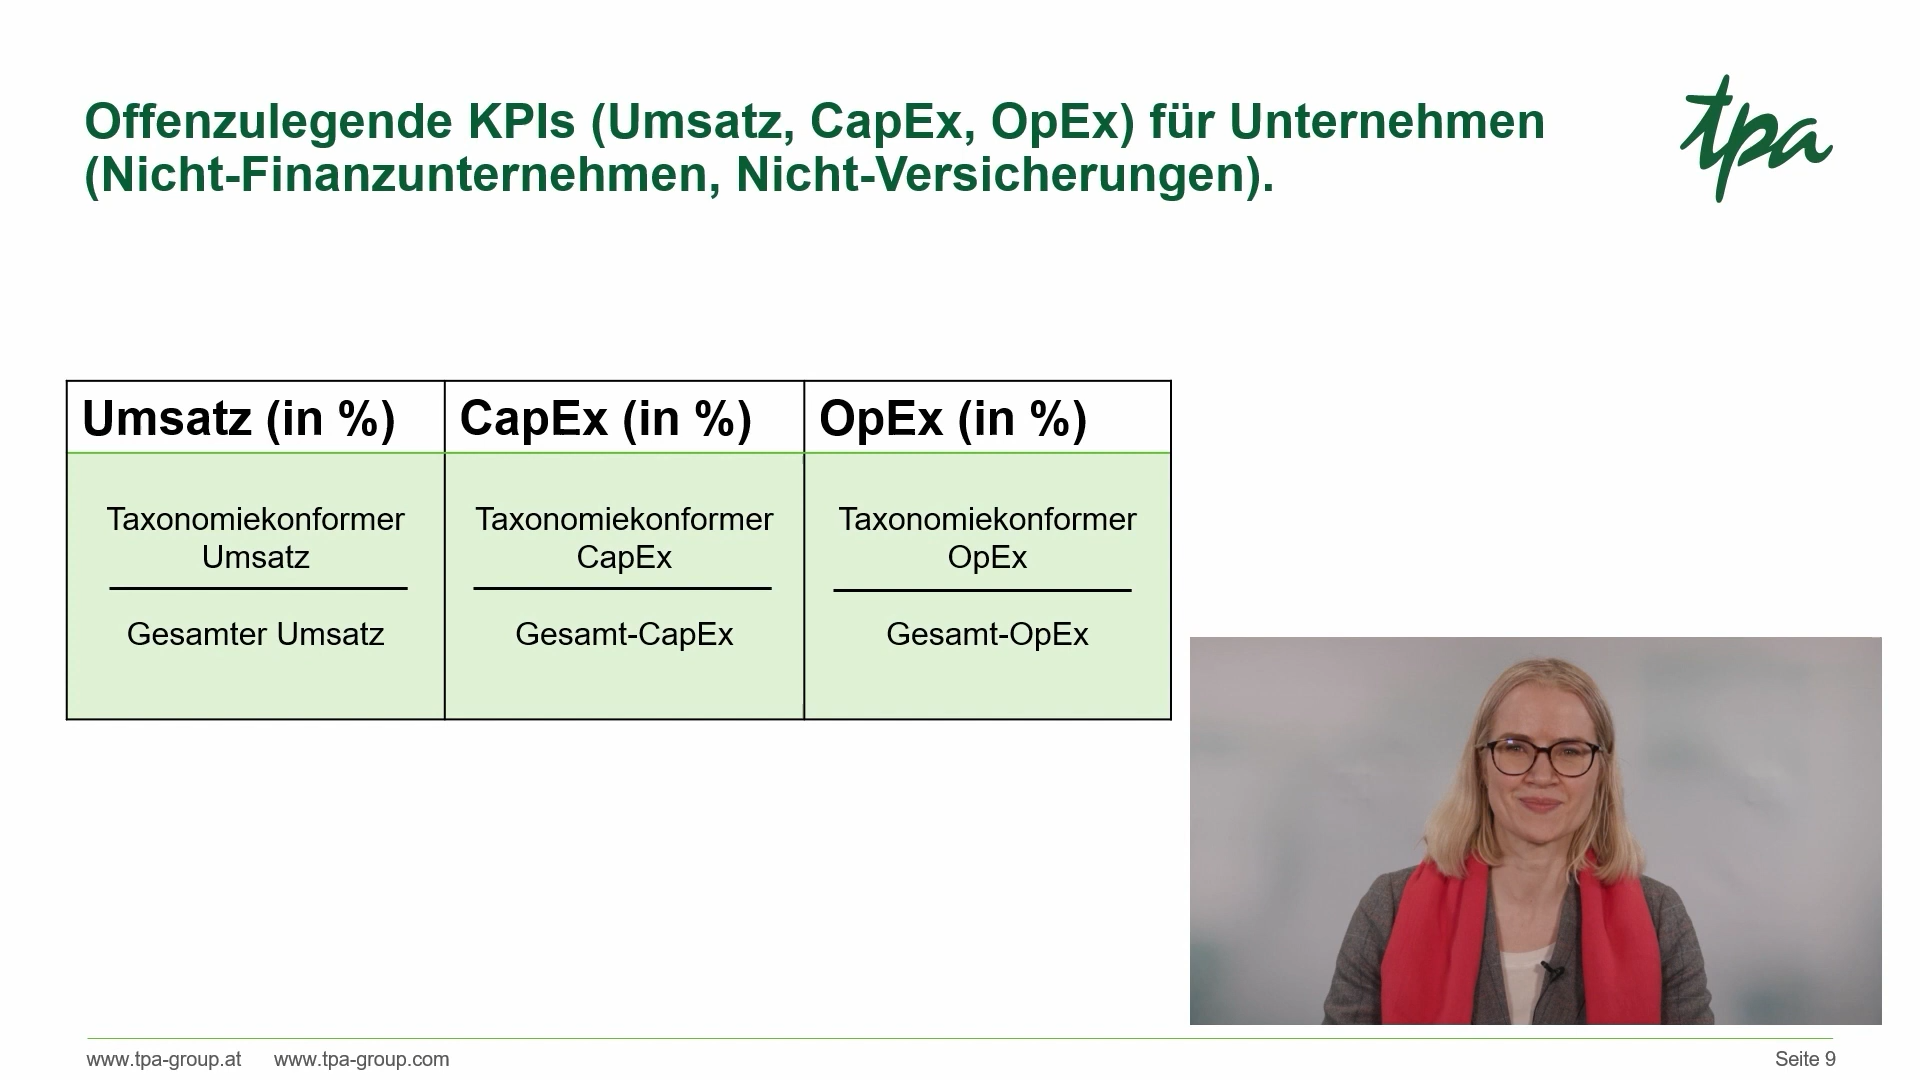 Offenzulegende KPIs (Umsatz, CapEx, OpEx) für Unternehmen
(Nicht-Finanzunternehmen, Nicht-Versicherungen).
tpa
Umsatz (in %)
CapEx (in %)
OpEx (in %)
Taxonomiekonformer
Umsatz
Gesamter Umsatz
Taxonomiekonformer
CapEx
Gesamt-CapEx
Taxonomiekonformer
OpEx
Gesamt-OpEx
www.tpa-group.at www.tpa-group.com
Seite 9